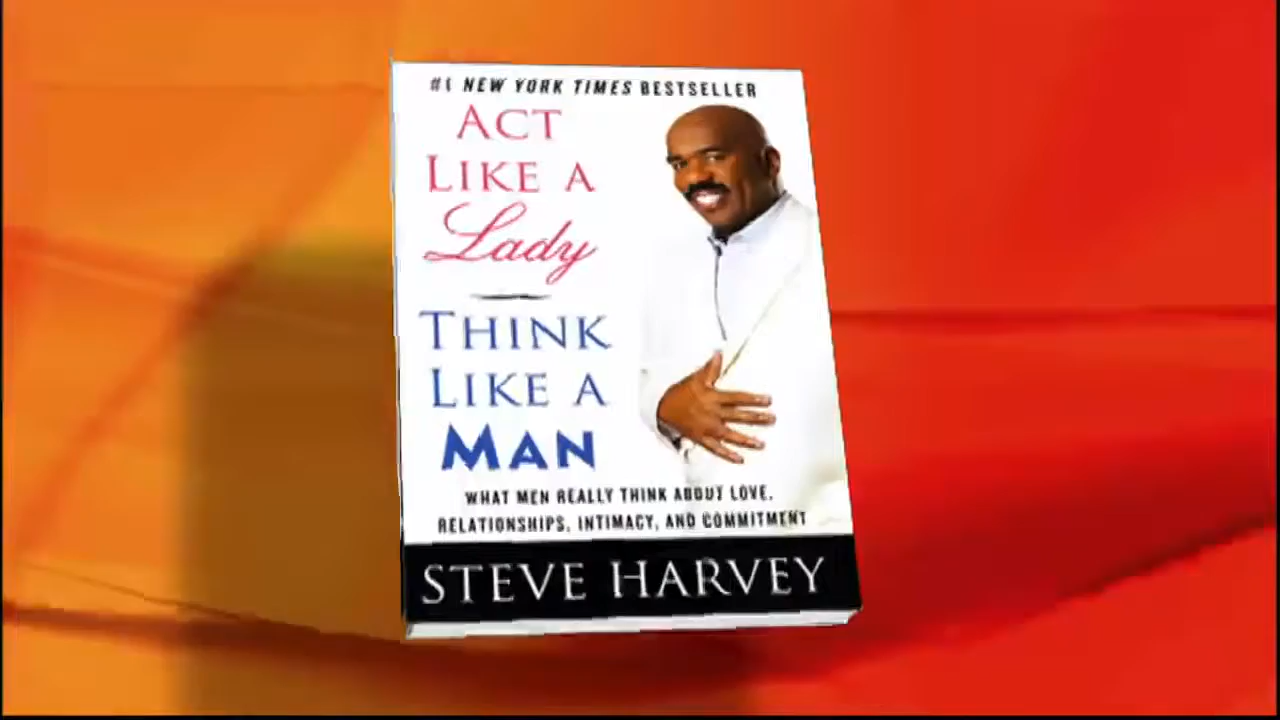 #1 NEW YORK TIMES BESTSELLER
ACT
LIKE A
Lady
THINK
LIKE A
MAN
WHAT MEN REALLY THINK ABOUT LOVE,
RELATIONSHIPS, INTIMACY, AND COMMITMENT
STEVE HARVEY